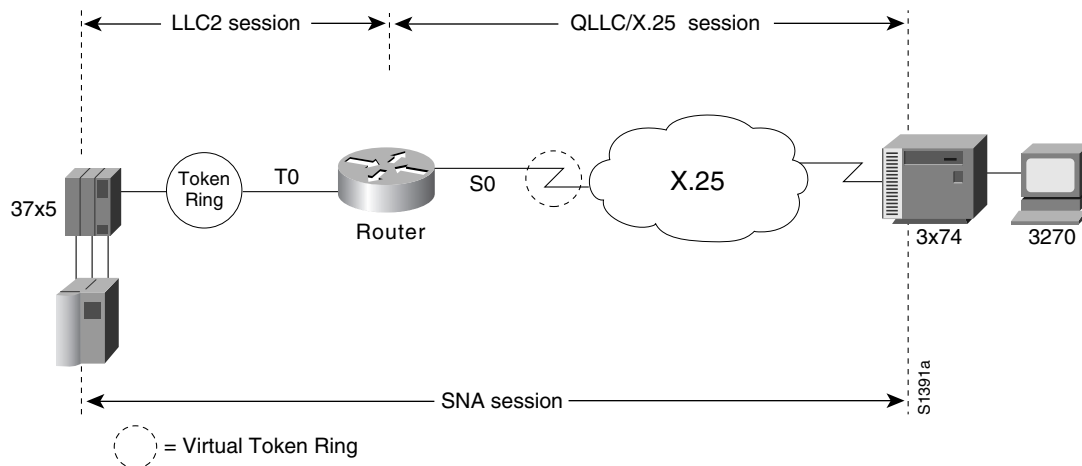 LLC2 session
QLLC/X.25 session
Token
Ring
T0
S0
X.25
37x5
Router
3x74
3270
S1391a
SNA session
= Virtual Token Ring